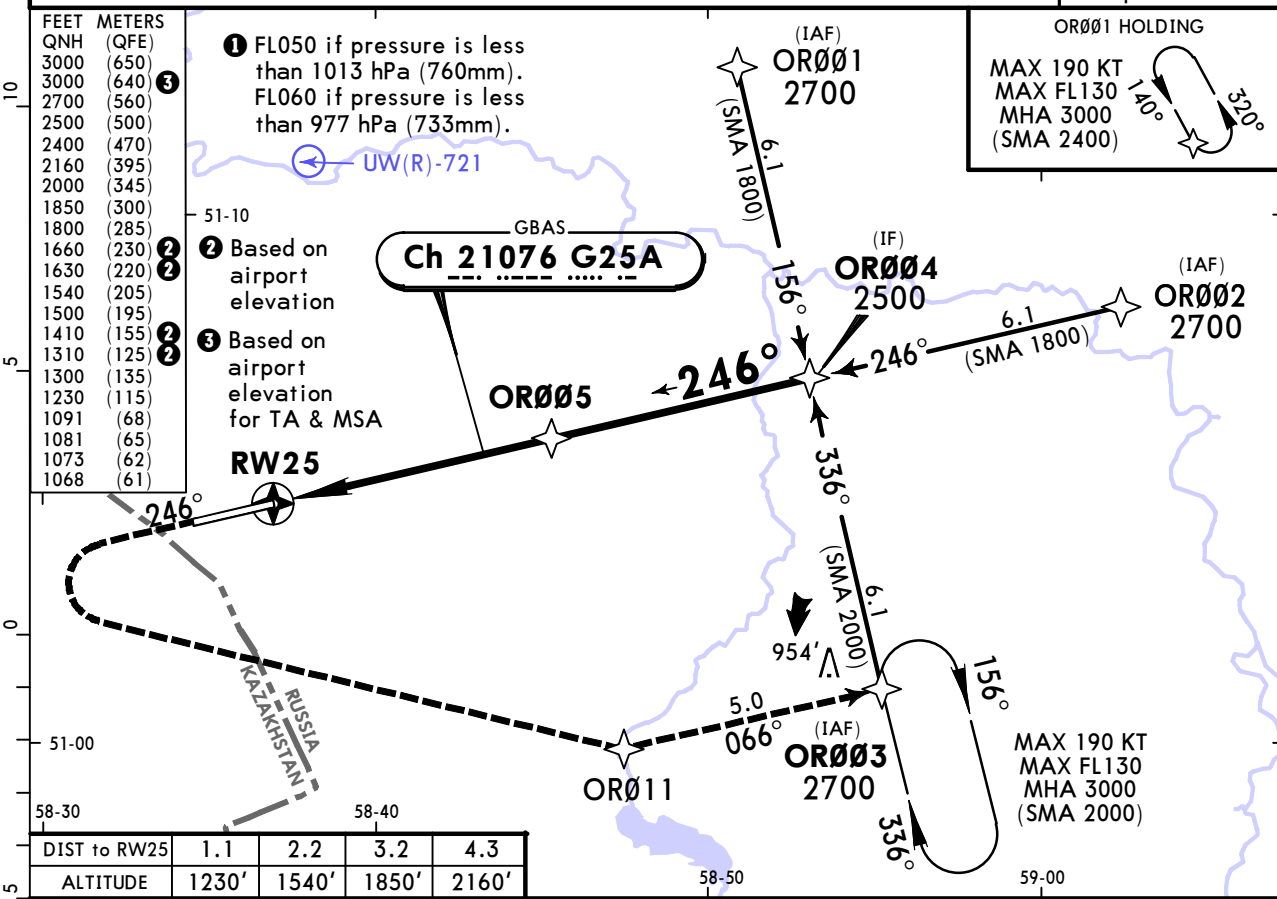 FEET METERS
QNH (QFE)
3000 (650)
3000 (640) 3
2700 (560)
2500 (500)
2400 (470)
2160 (395)
2000 (345)
1850 (300)
1800 (285)
1660 (230) 2
1630 (220) 2
1540 (205)
1500 (195)
1410 (155) 2
1310 (125) 2
1300 (135)
1230 (115)
1091 (68)
1081 (65)
1073 (62)
1068 (61)
1 FL050 if pressure is less
than 1013 hPa (760mm).
FL060 if pressure is less
than 977 hPa (733mm).
UW(R)-721
51-10
2 Based on
airport
elevation
3 Based on
airport
elevation
for TA & MSA
GBAS
Ch 21076 G25A
(IAF)
ORØØ1
2700
6.1
(SMA 1800)
156°
ORØØ1 HOLDING
MAX 190 KT
MAX FL130
MHA 3000
(SMA 2400)
140°
320°
(IF)
ORØØ4
2500
(IAF)
ORØØ2
2700
6.1
(SMA 1800)
246°
246°
ORØØ5
RW25
246°
336°
6.1
(SMA 2000)
954'
5.0
066°
(IAF)
ORØØ3
2700
156°
336°
MAX 190 KT
MAX FL130
MHA 3000
(SMA 2000)
ORØ11
RUSSIA
KAZAKHSTAN
10
5
0
5
51-00
58-30
58-40
58-50
59-00
DIST to RW25 1.1 2.2 3.2 4.3
ALTITUDE 1230' 1540' 1850' 2160'